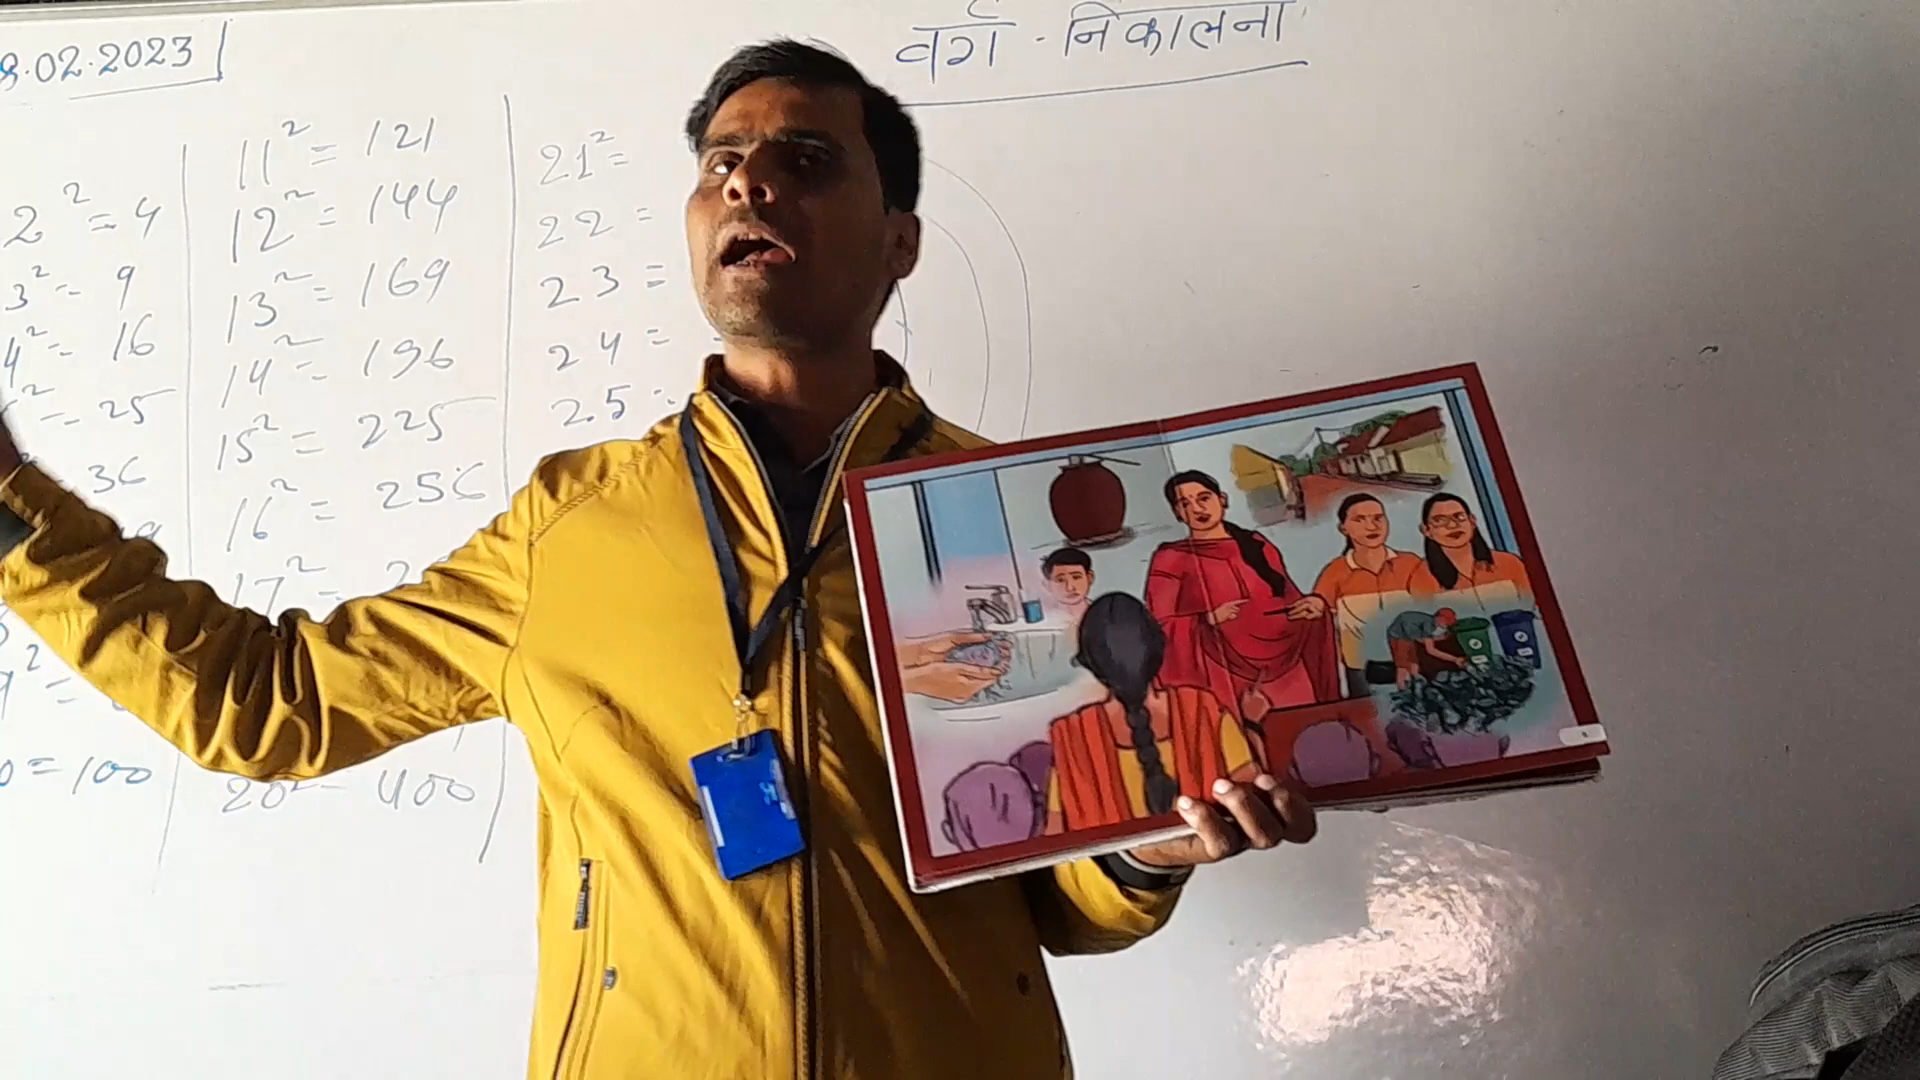 8.02.2023
वर्ग - निकालना
2² = 4
3² = 9
4² = 16
² = 25
36
= 100
11² = 121
12² = 144
13² = 169
14² = 196
15² = 225
16² = 256
17² =
20² = 400
21² =
22 =
23 =
24 =
25 =